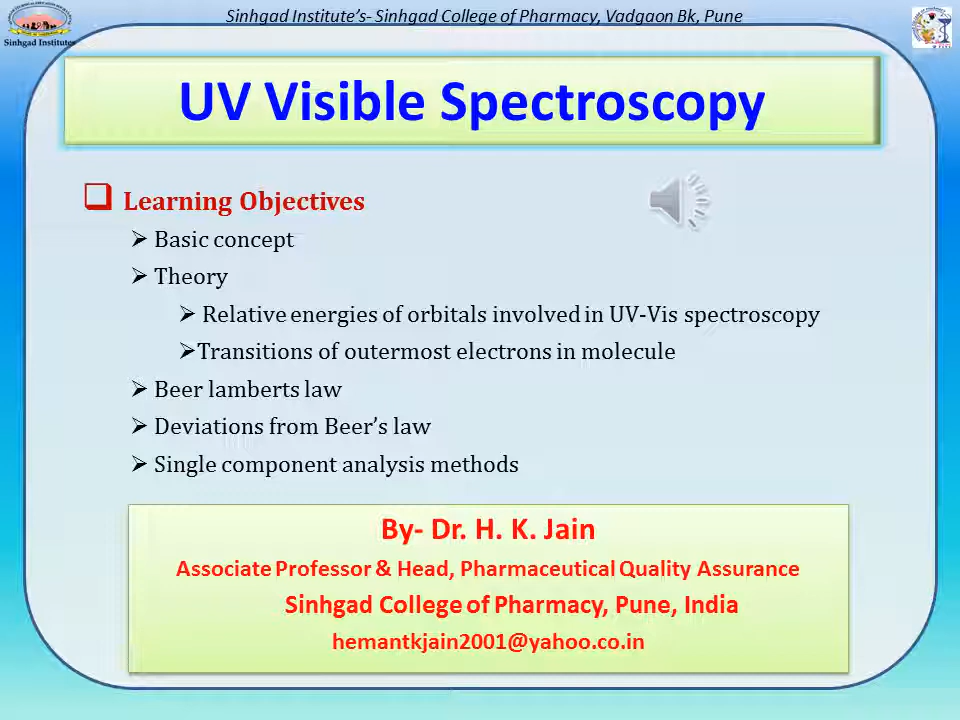 Sinhgad Institute's- Sinhgad College of Pharmacy, Vadgaon Bk, Pune
Sinhgad Institutes
UV Visible Spectroscopy
Learning Objectives
Basic concept
Theory
Relative energies of orbitals involved in UV-Vis spectroscopy
Transitions of outermost electrons in molecule
Beer lamberts law
Deviations from Beer’s law
Single component analysis methods
By- Dr. H. K. Jain
Associate Professor & Head, Pharmaceutical Quality Assurance
Sinhgad College of Pharmacy, Pune, India
hemantkjain2001@yahoo.co.in